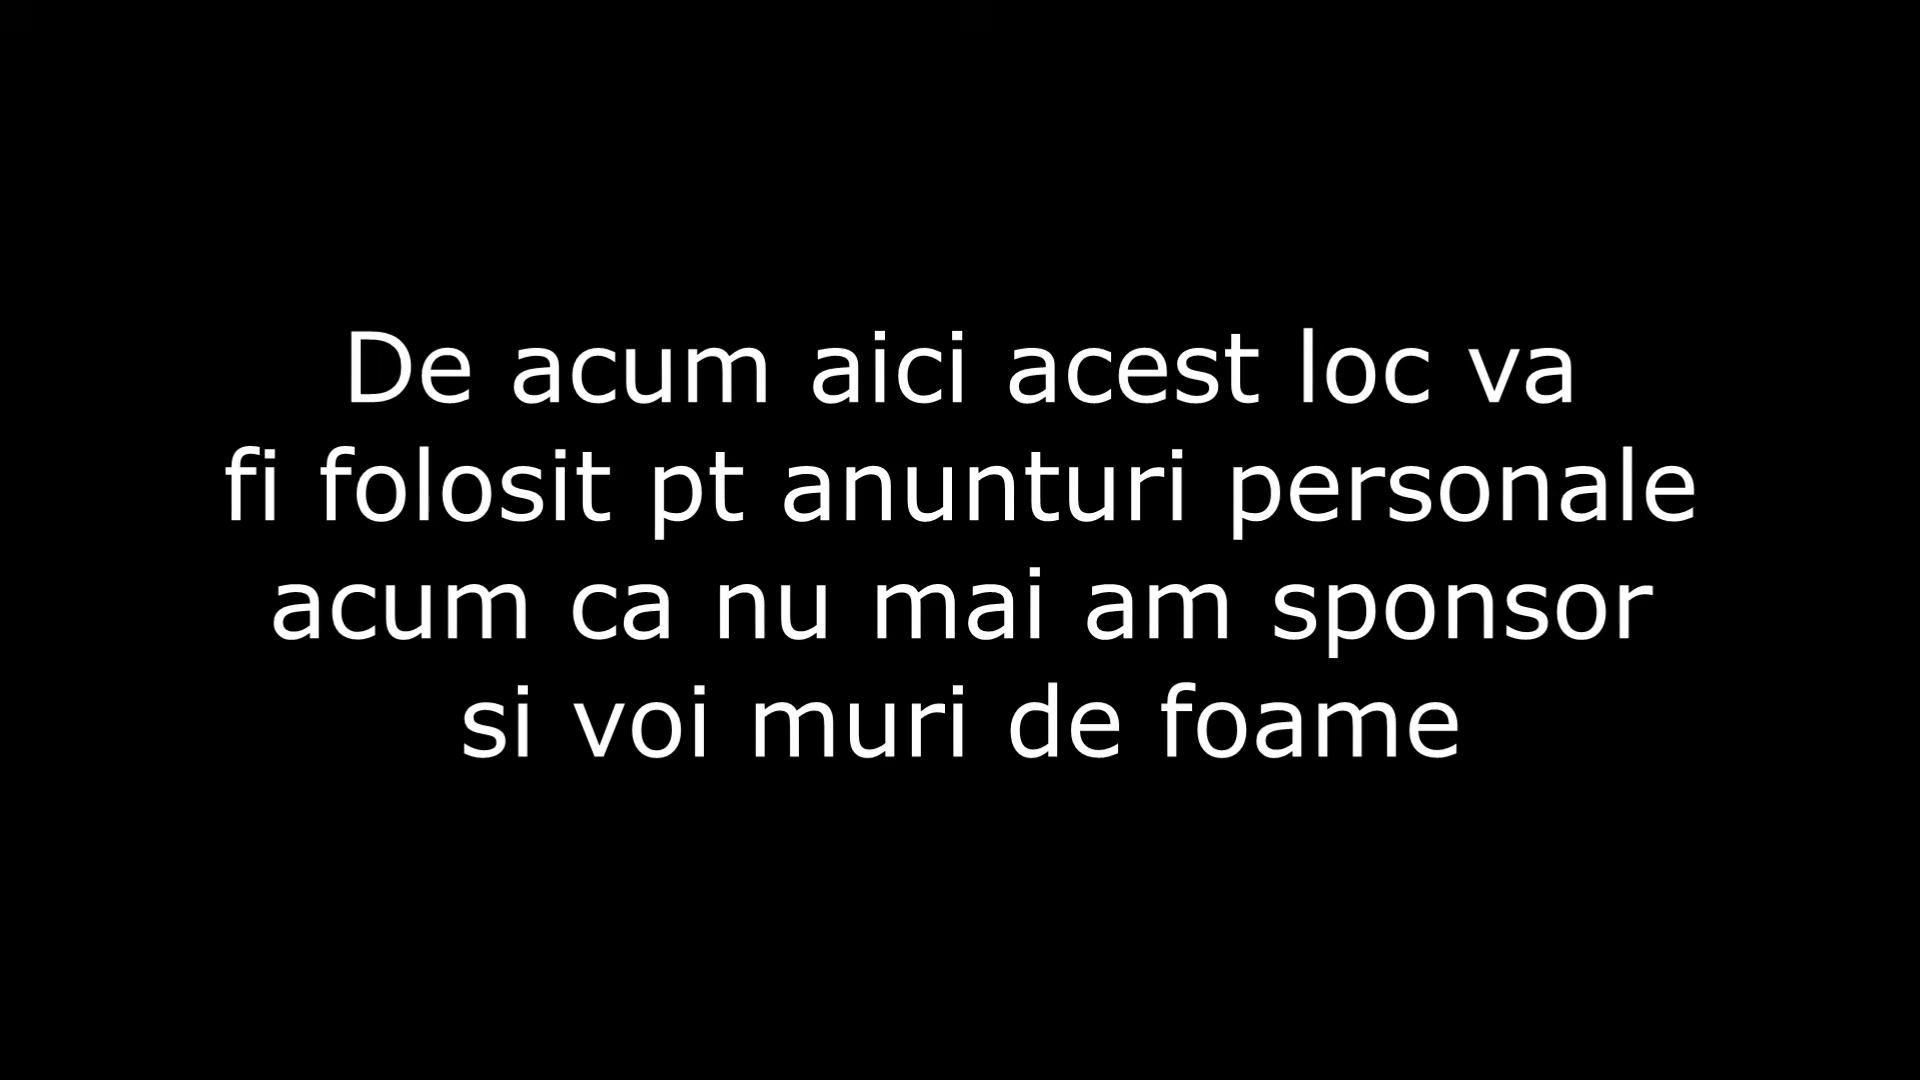 De acum aici acest loc va
fi folosit pt anunturi personale
acum ca nu mai am sponsor
si voi muri de foame